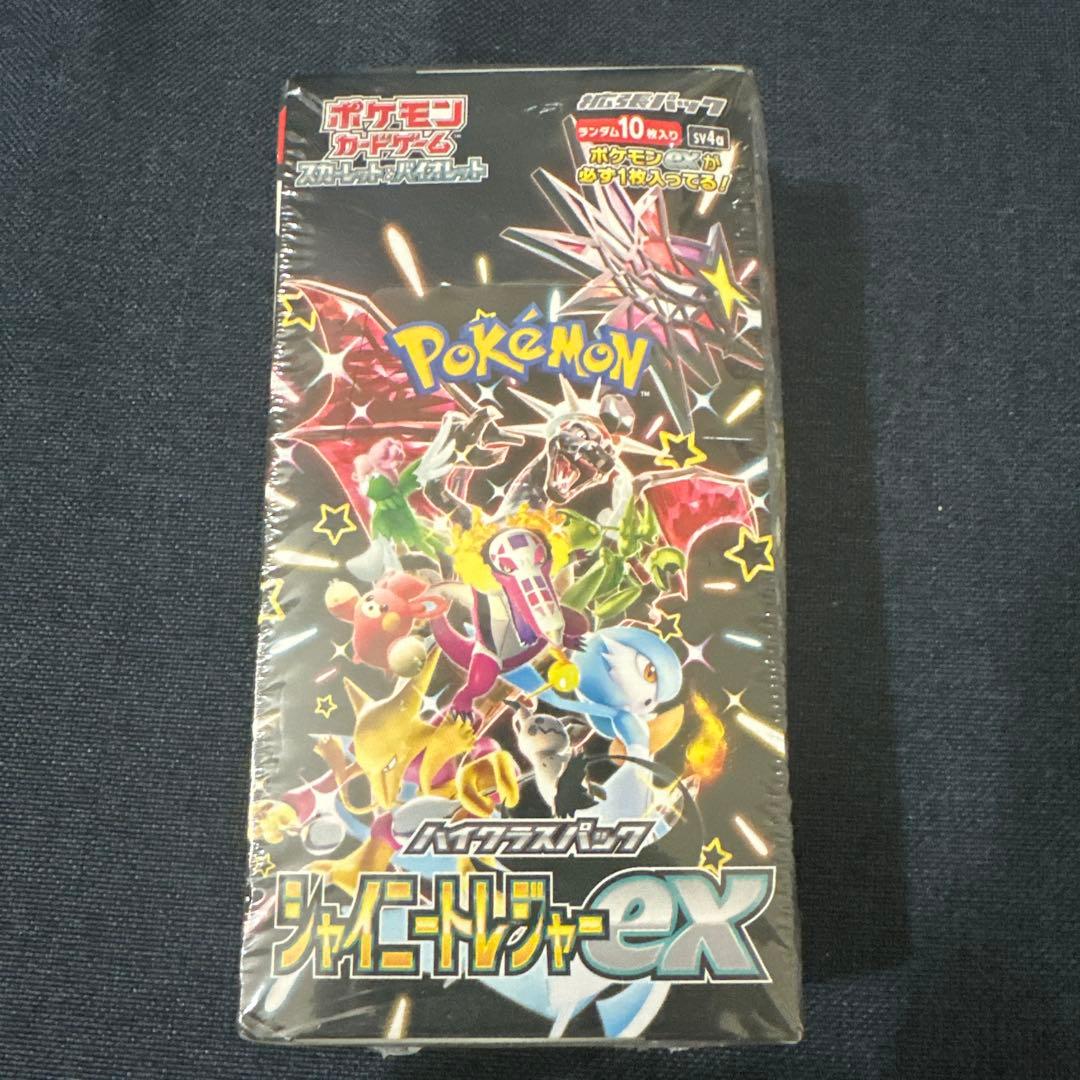 ポケモン
カードゲーム
スカーレット&バイオレット
拡張パック
ランダム10枚入り sv4a
ポケモンexが
必ず1枚入ってる!
POKéMON
TM
ハイクラスパック
シャイニートレジャーex